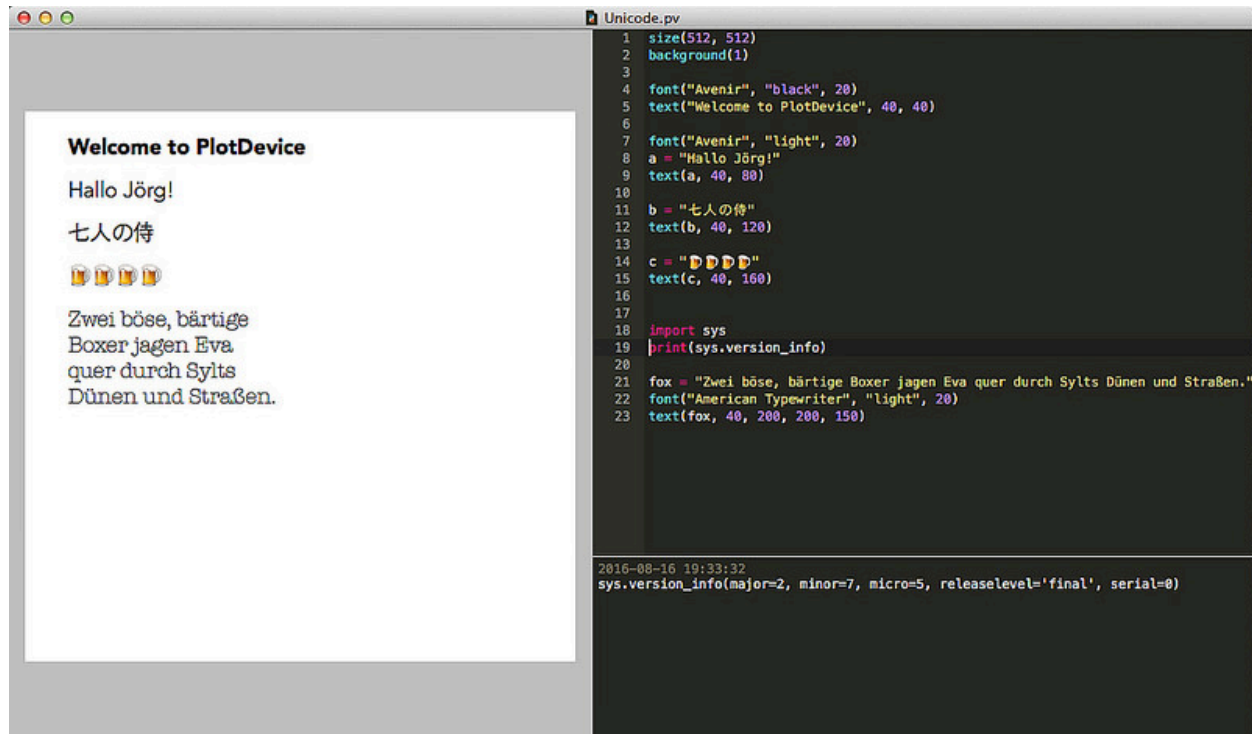 Unicode.pv
Welcome to PlotDevice
Hallo Jörg!
七人の侍
🍺🍺🍺🍺
Zwei böse, bärtige
Boxer jagen Eva
quer durch Sylts
Dünen und Straßen.
1 size(512, 512)
2 background(1)
3
4 font("Avenir", "black", 20)
5 text("Welcome to PlotDevice", 40, 40)
6
7 font("Avenir", "light", 20)
8 a = "Hallo Jörg!"
9 text(a, 40, 80)
10
11 b = "七人の侍"
12 text(b, 40, 120)
13
14 c = "🍺🍺🍺🍺"
15 text(c, 40, 160)
16
17
18 import sys
19 print(sys.version_info)
20
21 fox = "Zwei böse, bärtige Boxer jagen Eva quer durch Sylts Dünen und Straßen."
22 font("American Typewriter", "light", 20)
23 text(fox, 40, 200, 200, 150)
2016-08-16 19:33:32
sys.version_info(major=2, minor=7, micro=5, releaselevel='final', serial=0)